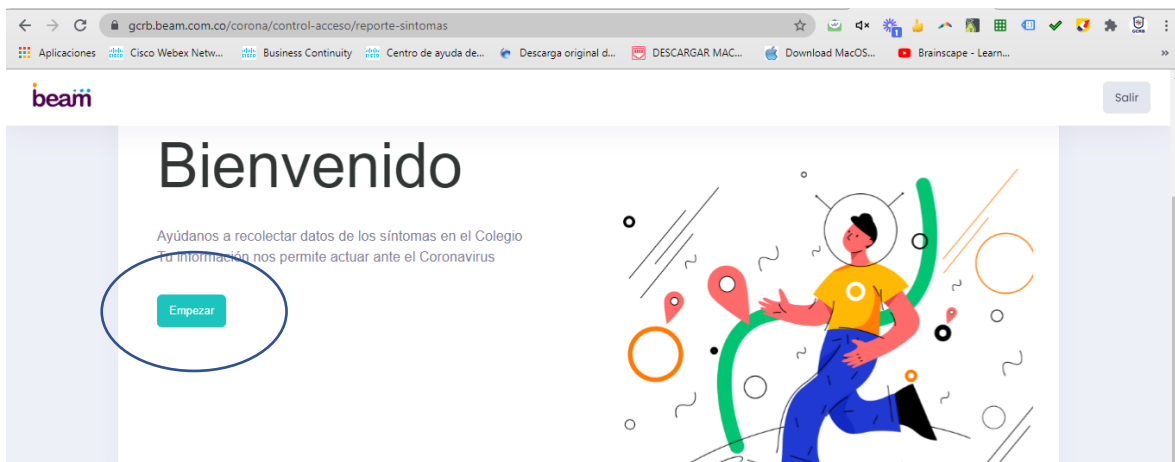 gcrb.beam.com.co/corona/control-acceso/reporte-sintomas
Aplicaciones Cisco Webex Netw... Business Continuity Centro de ayuda de... Descarga original d... DESCARGAR MAC... Download MacOS... Brainscape - Learn... »
beam
Salir
Bienvenido
Ayúdanos a recolectar datos de los síntomas en el Colegio
Tu información nos permite actuar ante el Coronavirus
Empezar